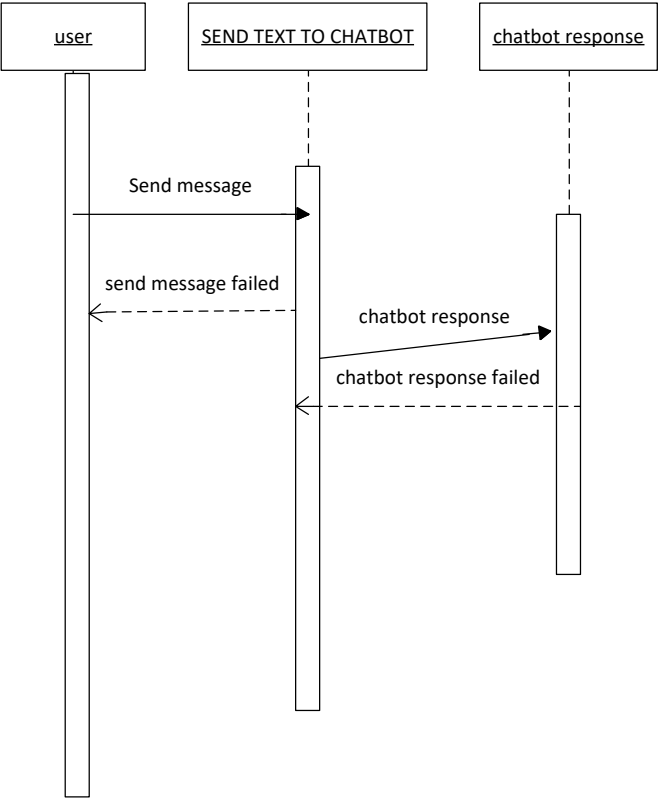 user
SEND TEXT TO CHATBOT
chatbot response
Send message
send message failed
chatbot response
chatbot response failed